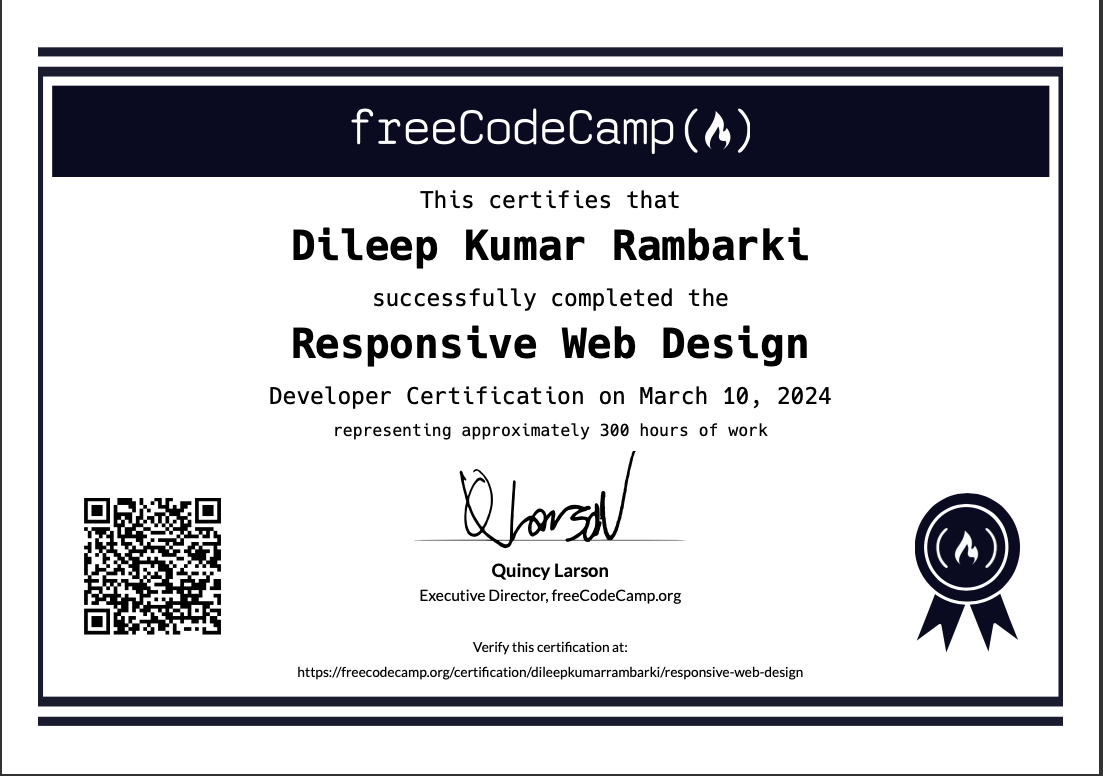 freeCodeCamp
This certifies that
Dileep Kumar Rambarki
successfully completed the
Responsive Web Design
Developer Certification on March 10, 2024
representing approximately 300 hours of work
Q Larson
Quincy Larson
Executive Director, freeCodeCamp.org
Verify this certification at:
https://freecodecamp.org/certification/dileepkumarrambarki/responsive-web-design